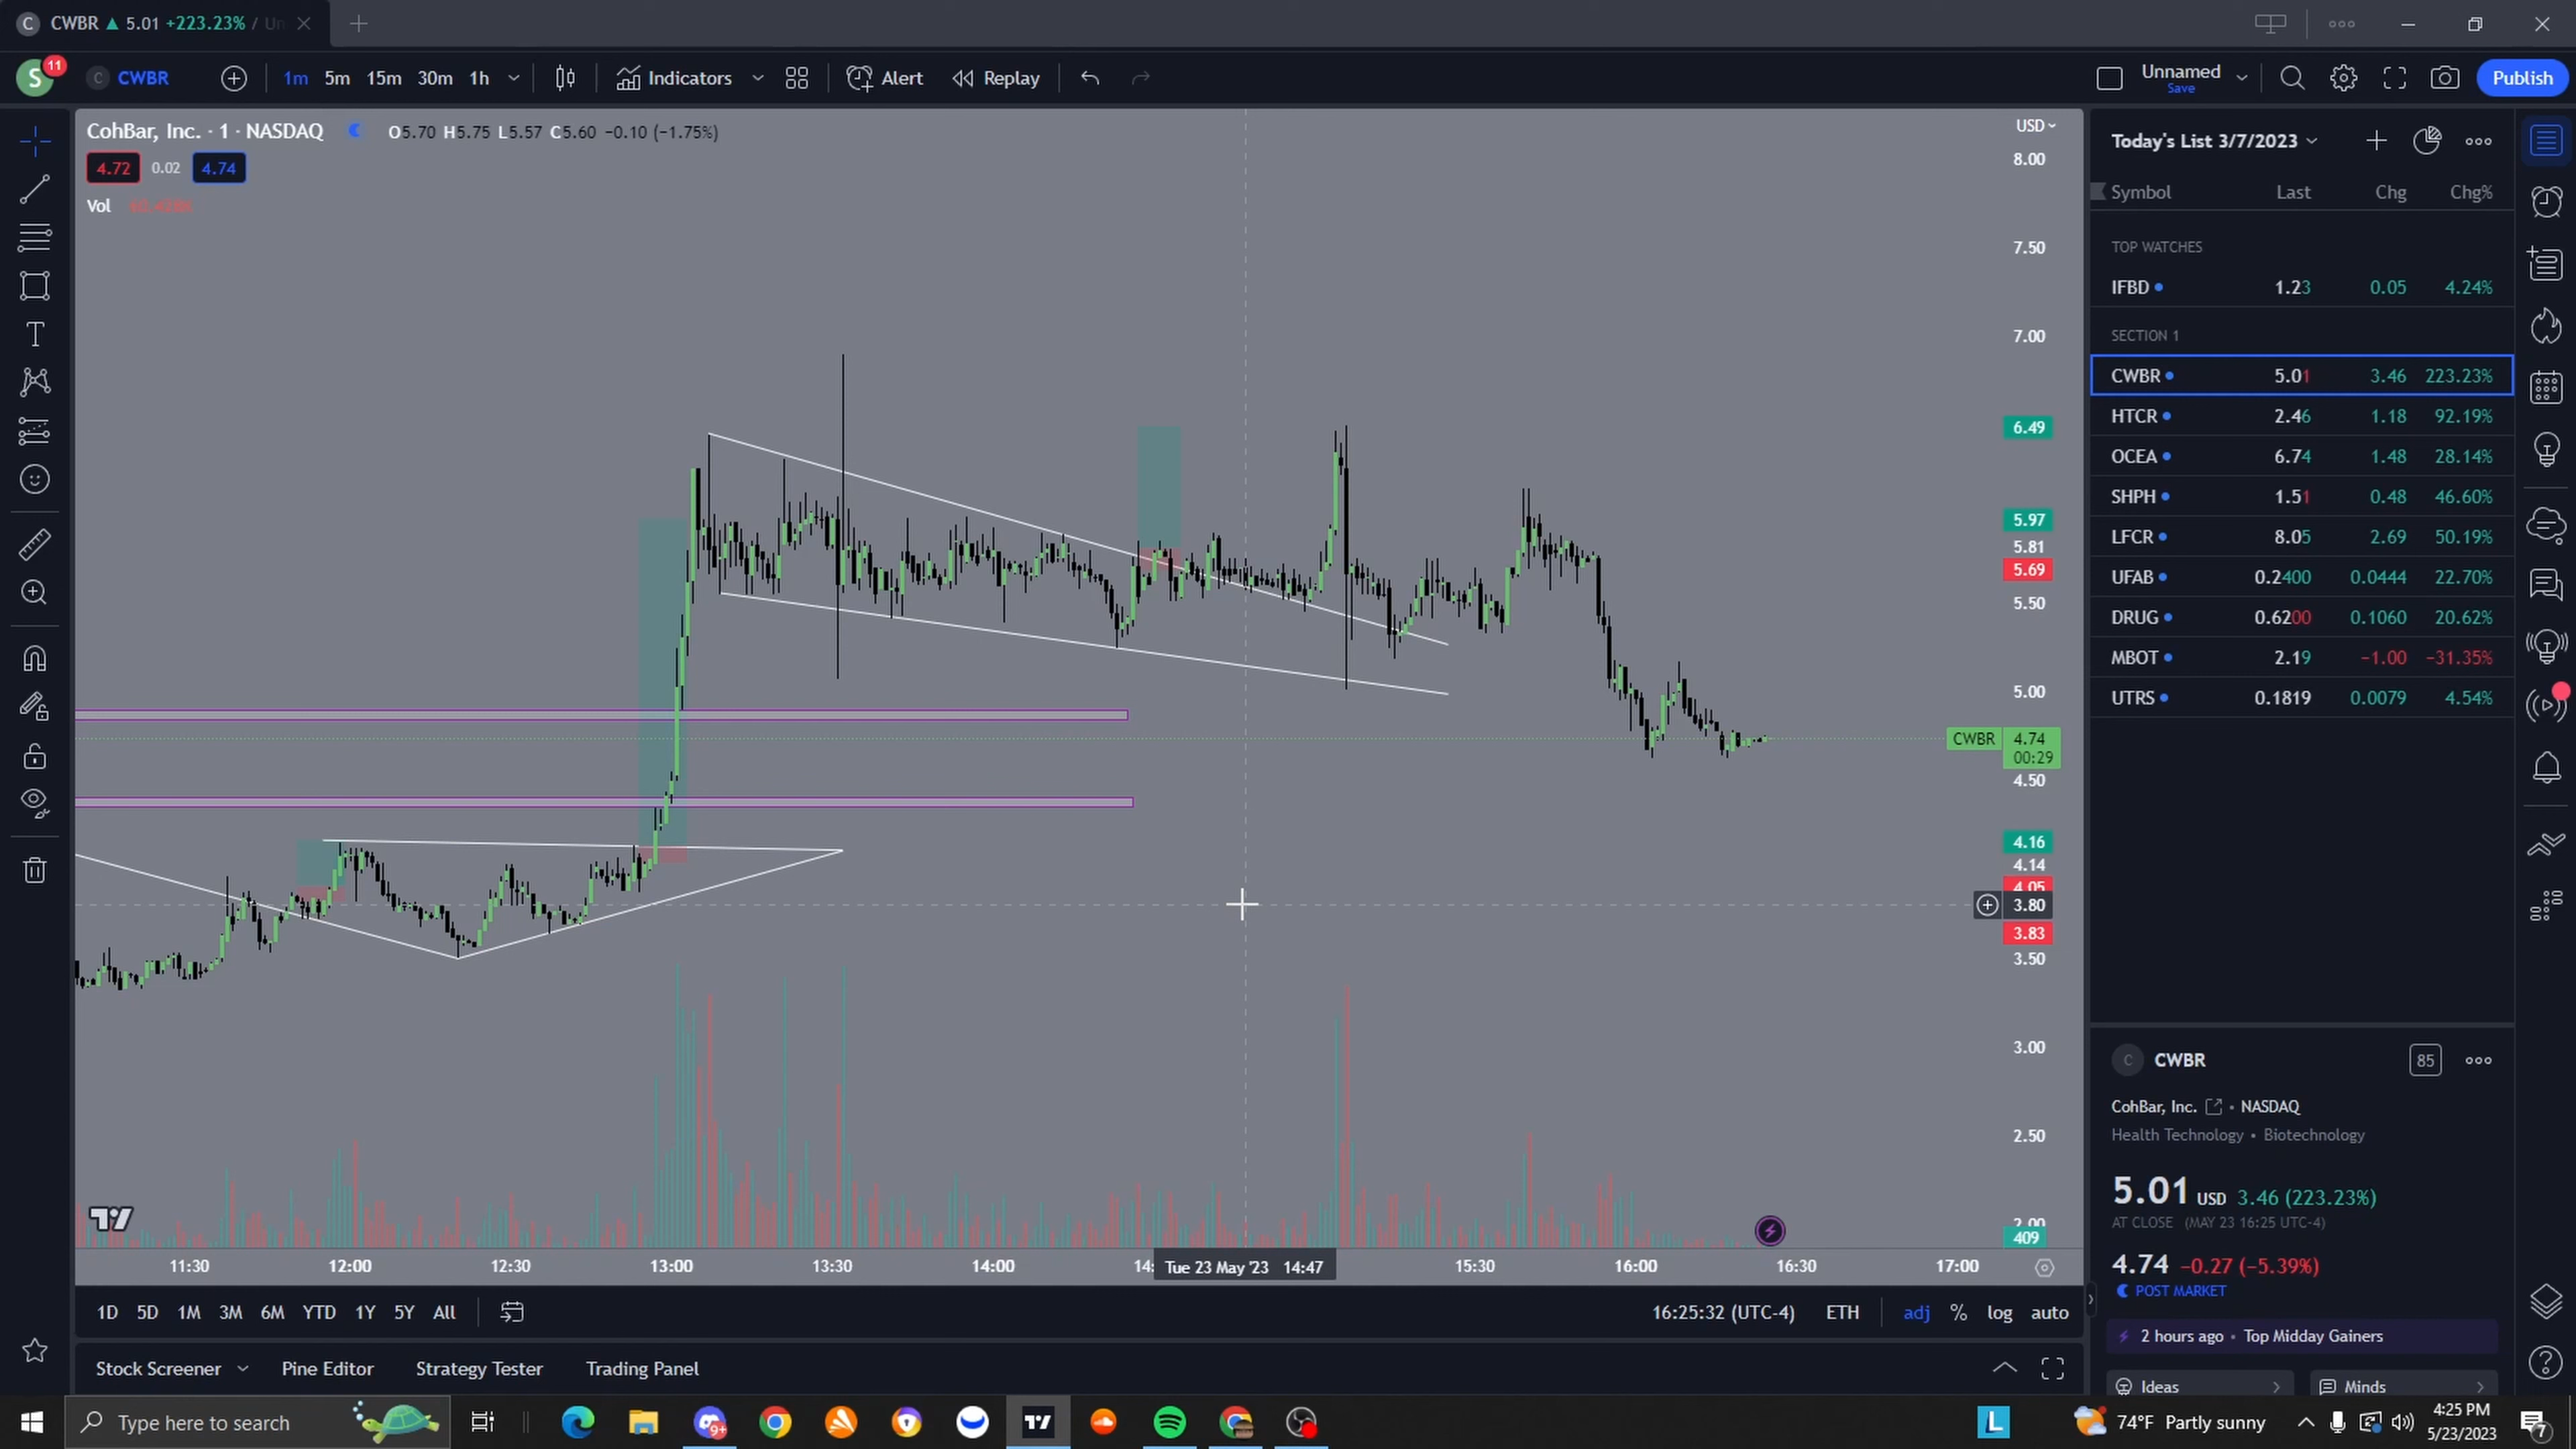 C CWBR ▲ 5.01 +223.23% / Un
S 11 C CWBR 1m 5m 15m 30m 1h Indicators Alert Replay Unnamed Save Publish
CohBar, Inc. · 1 · NASDAQ O5.70 H5.75 L5.57 C5.60 −0.10 (−1.75%)
4.72 0.02 4.74
Vol
USD
8.00
7.50
7.00
6.49
5.97
5.81
5.69
5.50
5.00
CWBR 4.74
00:29
4.50
4.16
4.14
4.05
3.80
3.83
3.50
3.00
2.50
2.00
409
11:30 12:00 12:30 13:00 13:30 14:00 14: Tue 23 May '23 14:47 15:30 16:00 16:30 17:00
1D 5D 1M 3M 6M YTD 1Y 5Y All 16:25:32 (UTC-4) ETH adj % log auto
Stock Screener Pine Editor Strategy Tester Trading Panel
Today's List 3/7/2023
Symbol Last Chg Chg%
TOP WATCHES
IFBD 1.23 0.05 4.24%
SECTION 1
CWBR 5.01 3.46 223.23%
HTCR 2.46 1.18 92.19%
OCEA 6.74 1.48 28.14%
SHPH 1.51 0.48 46.60%
LFCR 8.05 2.69 50.19%
UFAB 0.2400 0.0444 22.70%
DRUG 0.6200 0.1060 20.62%
MBOT 2.19 −1.00 −31.35%
UTRS 0.1819 0.0079 4.54%
C CWBR 85
CohBar, Inc. • NASDAQ
Health Technology • Biotechnology
5.01 USD 3.46 (223.23%)
AT CLOSE (MAY 23 16:25 UTC-4)
4.74 −0.27 (−5.39%)
POST MARKET
2 hours ago • Top Midday Gainers
Ideas Minds
Type here to search 9+ L 74°F Partly sunny 4:25 PM
5/23/2023
7